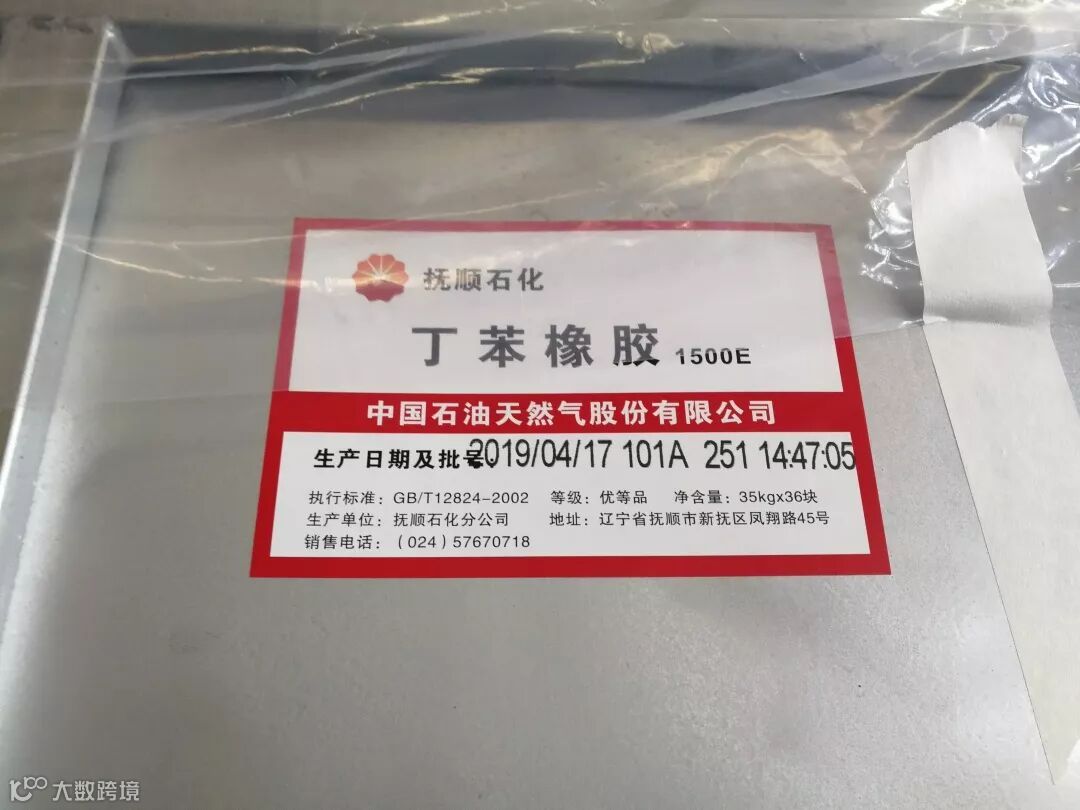 抚顺石化
丁苯橡胶 1500E
中国石油天然气股份有限公司
生产日期及批号: 2019/04/17 101A 251 14:47:05
执行标准: GB/T12824-2002 等级: 优等品 净含量: 35kgx36块
生产单位: 抚顺石化分公司 地址: 辽宁省抚顺市新抚区凤翔路45号
销售电话: (024) 57670718
大数跨境